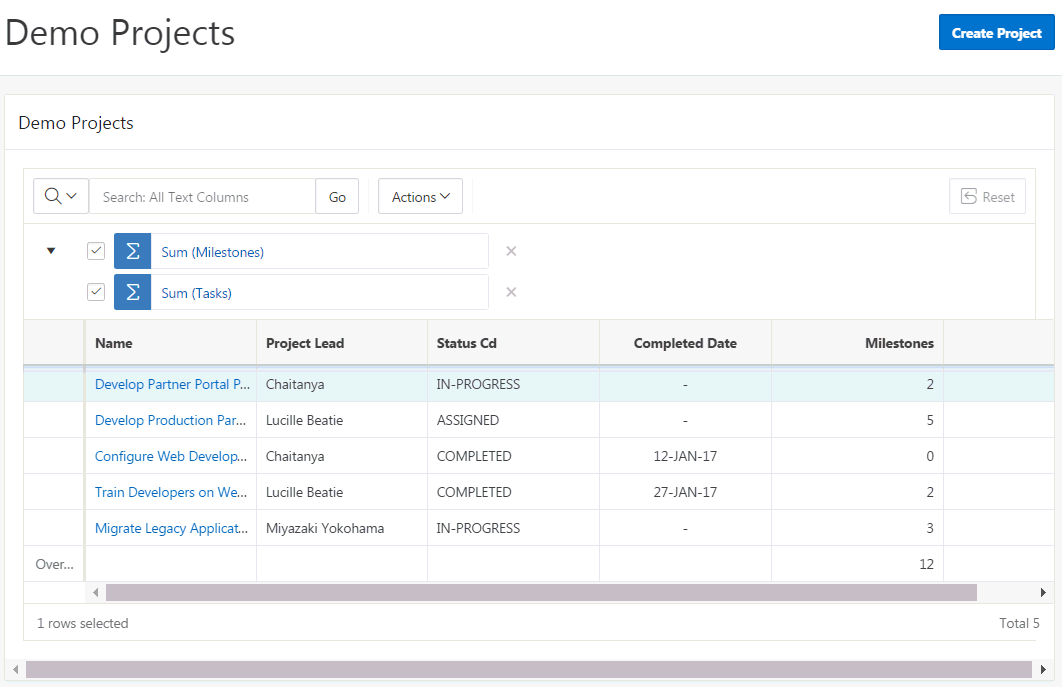 Demo Projects
Create Project
Demo Projects
Search: All Text Columns Go Actions Reset
Σ Sum (Milestones)
Σ Sum (Tasks)
Name Project Lead Status Cd Completed Date Milestones
Develop Partner Portal P... Chaitanya IN-PROGRESS - 2
Develop Production Par... Lucille Beatie ASSIGNED - 5
Configure Web Develop... Chaitanya COMPLETED 12-JAN-17 0
Train Developers on We... Lucille Beatie COMPLETED 27-JAN-17 2
Migrate Legacy Applicat... Miyazaki Yokohama IN-PROGRESS - 3
Over... 12
1 rows selected Total 5